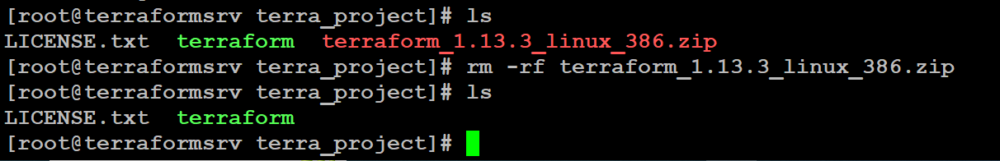 [root@terraformsrv terra_project]# ls
LICENSE.txt  terraform  terraform_1.13.3_linux_386.zip
[root@terraformsrv terra_project]# rm -rf terraform_1.13.3_linux_386.zip
[root@terraformsrv terra_project]# ls
LICENSE.txt  terraform
[root@terraformsrv terra_project]#